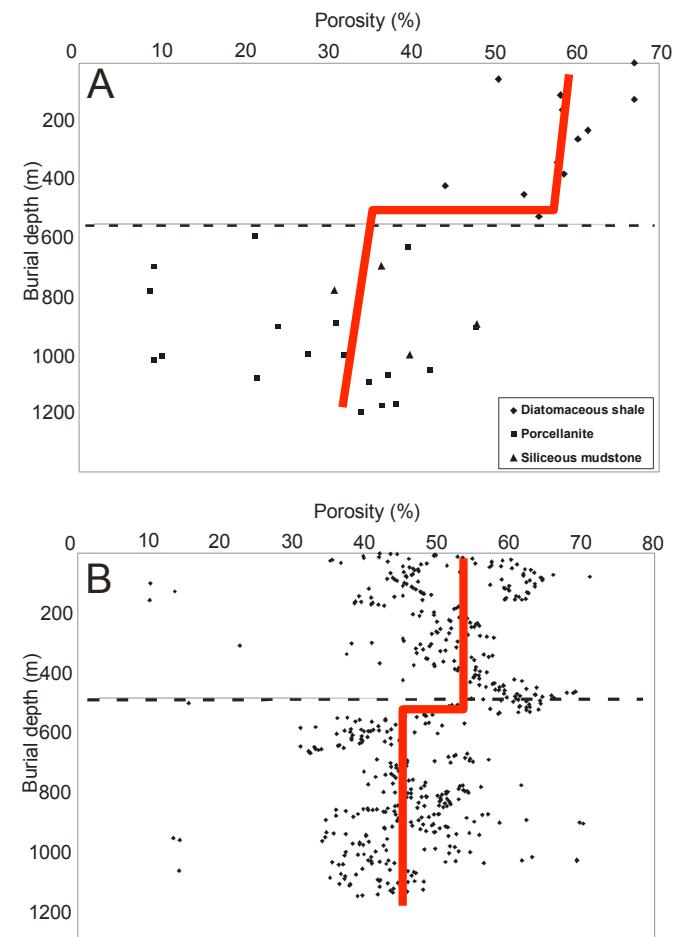 Porosity (%)
0 10 20 30 40 50 60 70
A
200
400
600
800
1000
1200
Burial depth (m)
Diatomaceous shale
Porcellanite
Siliceous mudstone
Porosity (%)
0 10 20 30 40 50 60 70 80
B
200
400
600
800
1000
1200
Burial depth (m)